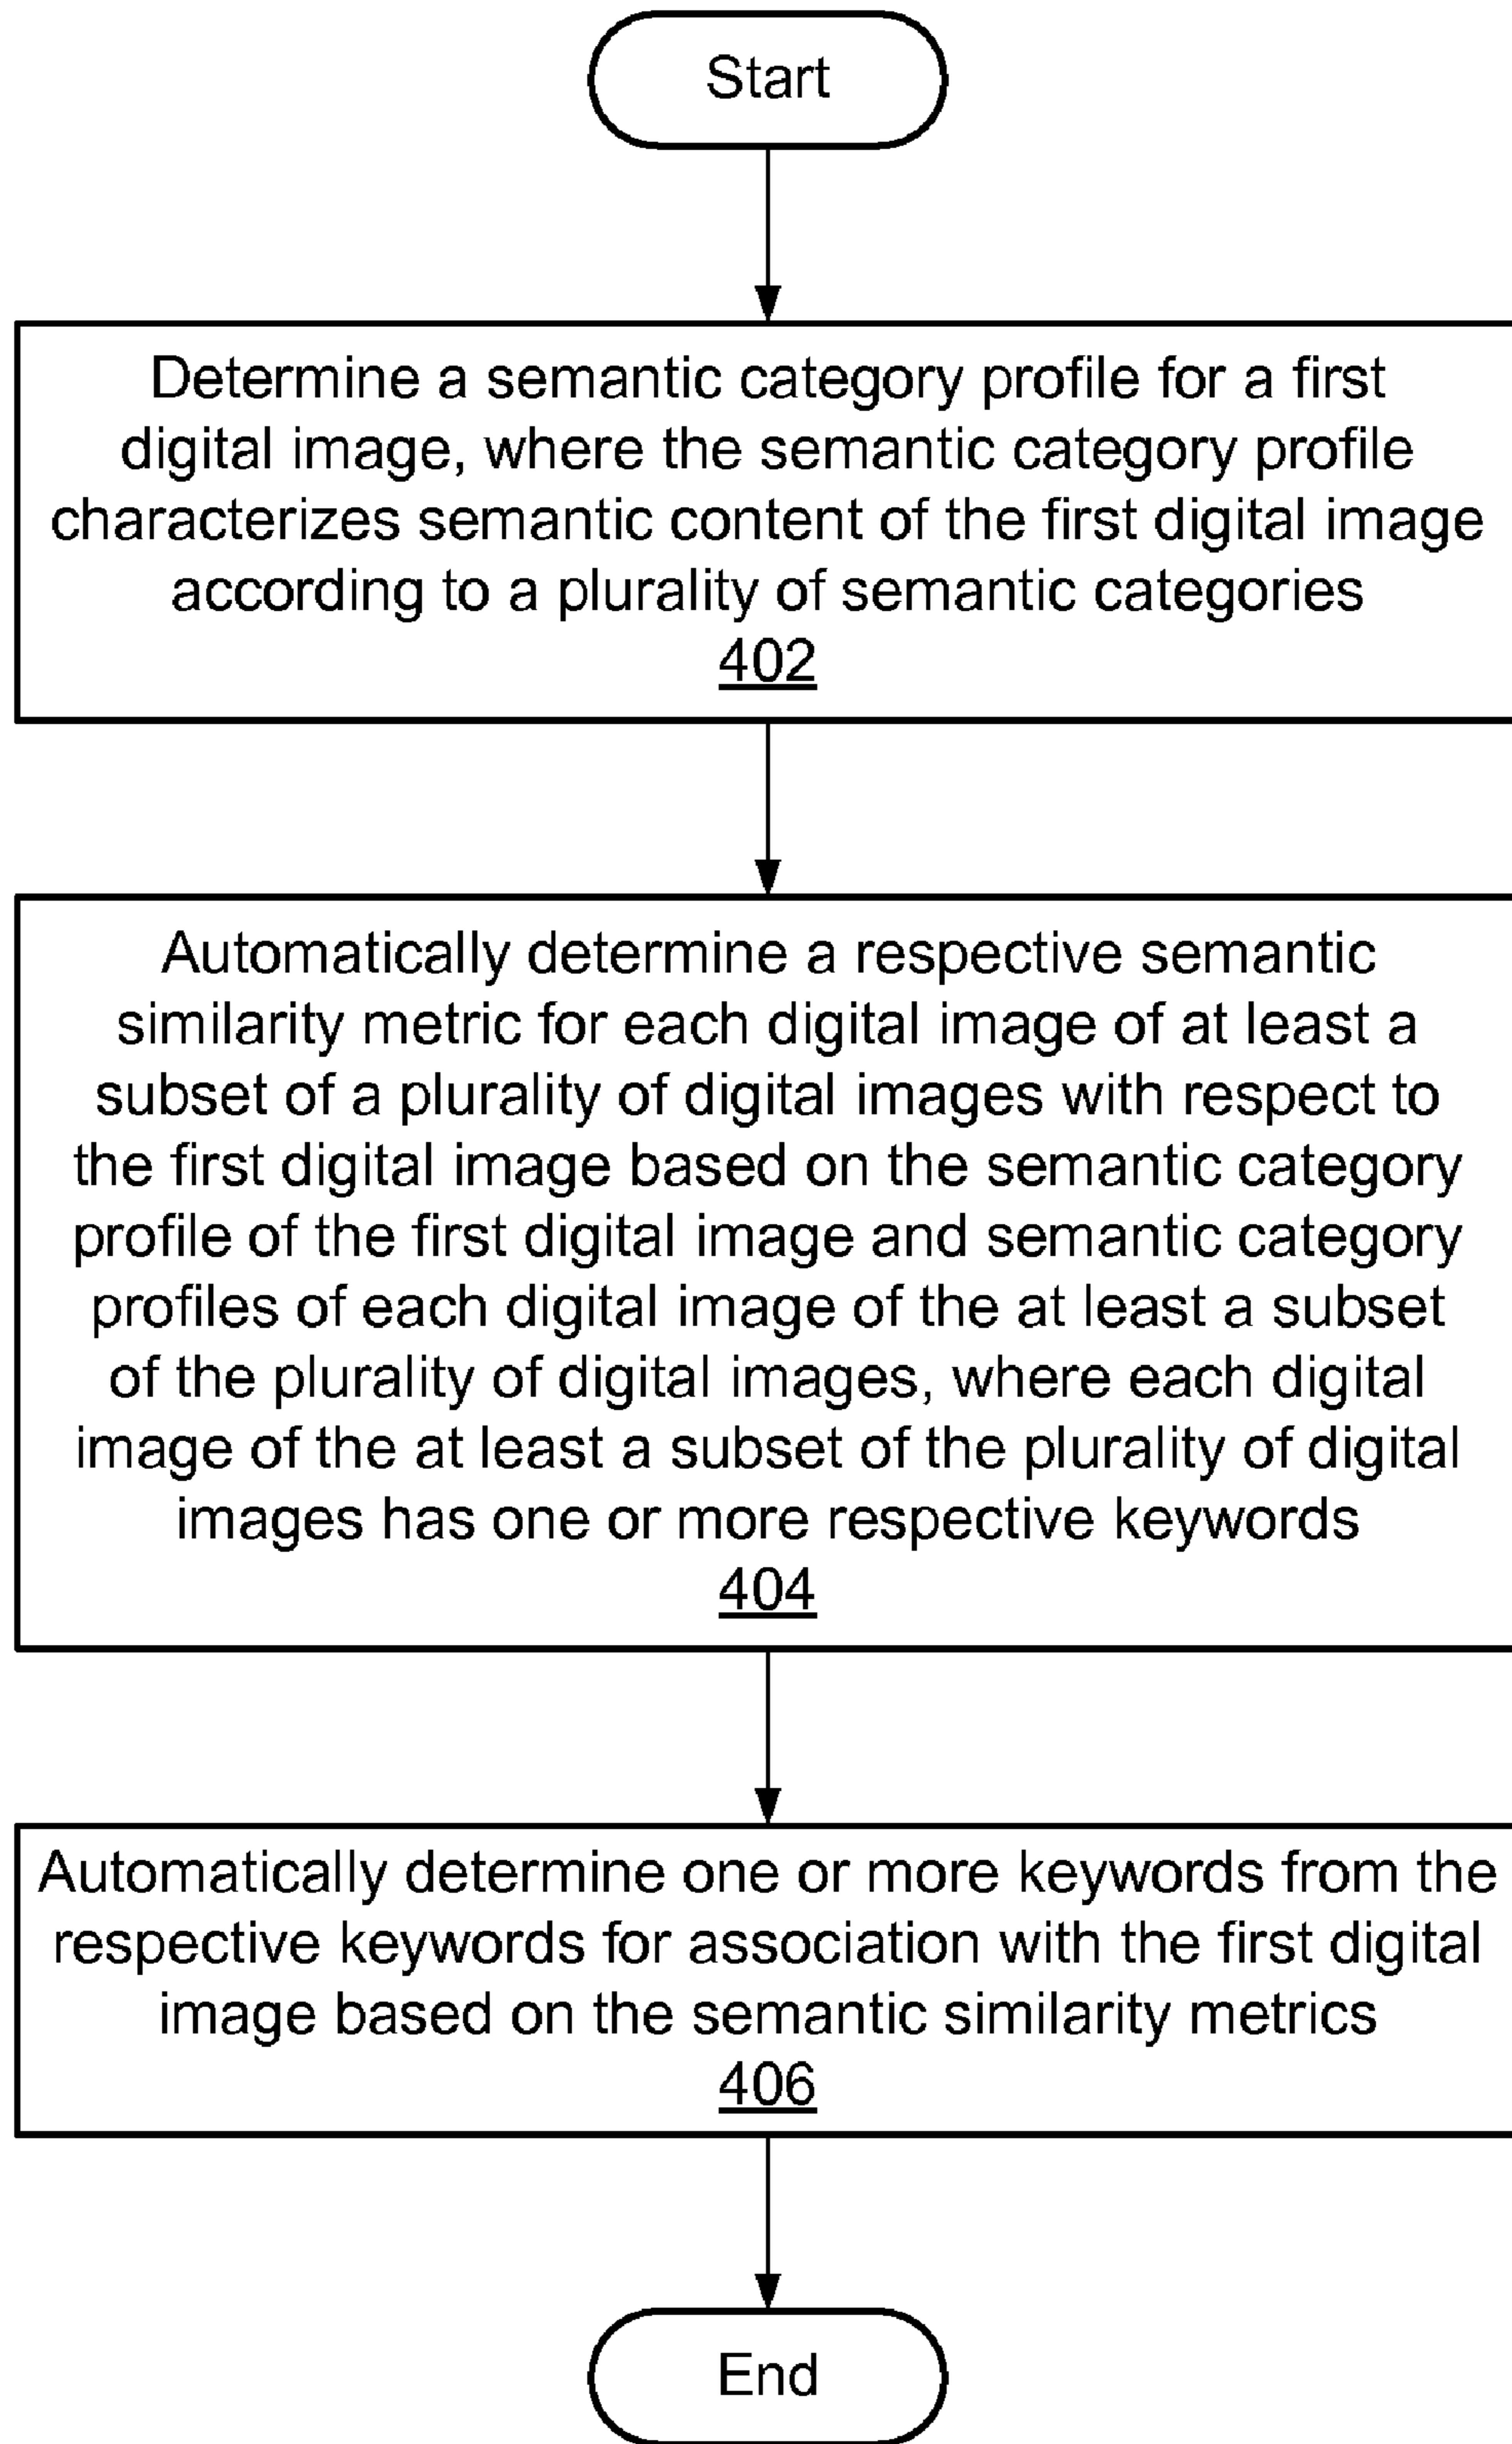 Start
Determine a semantic category profile for a first
digital image, where the semantic category profile
characterizes semantic content of the first digital image
according to a plurality of semantic categories
402
Automatically determine a respective semantic
similarity metric for each digital image of at least a
subset of a plurality of digital images with respect to
the first digital image based on the semantic category
profile of the first digital image and semantic category
profiles of each digital image of the at least a subset
of the plurality of digital images, where each digital
image of the at least a subset of the plurality of digital
images has one or more respective keywords
404
Automatically determine one or more keywords from the
respective keywords for association with the first digital
image based on the semantic similarity metrics
406
End